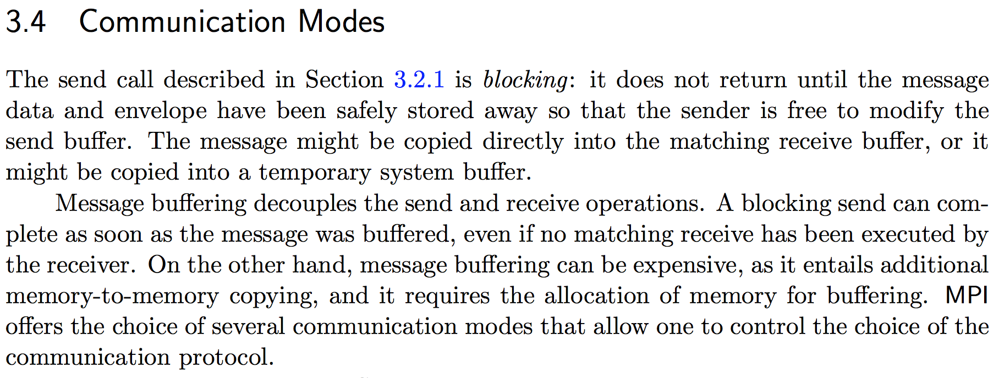 3.4 Communication Modes
The send call described in Section 3.2.1 is blocking: it does not return until the message
data and envelope have been safely stored away so that the sender is free to modify the
send buffer. The message might be copied directly into the matching receive buffer, or it
might be copied into a temporary system buffer.
Message buffering decouples the send and receive operations. A blocking send can com-
plete as soon as the message was buffered, even if no matching receive has been executed by
the receiver. On the other hand, message buffering can be expensive, as it entails additional
memory-to-memory copying, and it requires the allocation of memory for buffering. MPI
offers the choice of several communication modes that allow one to control the choice of the
communication protocol.